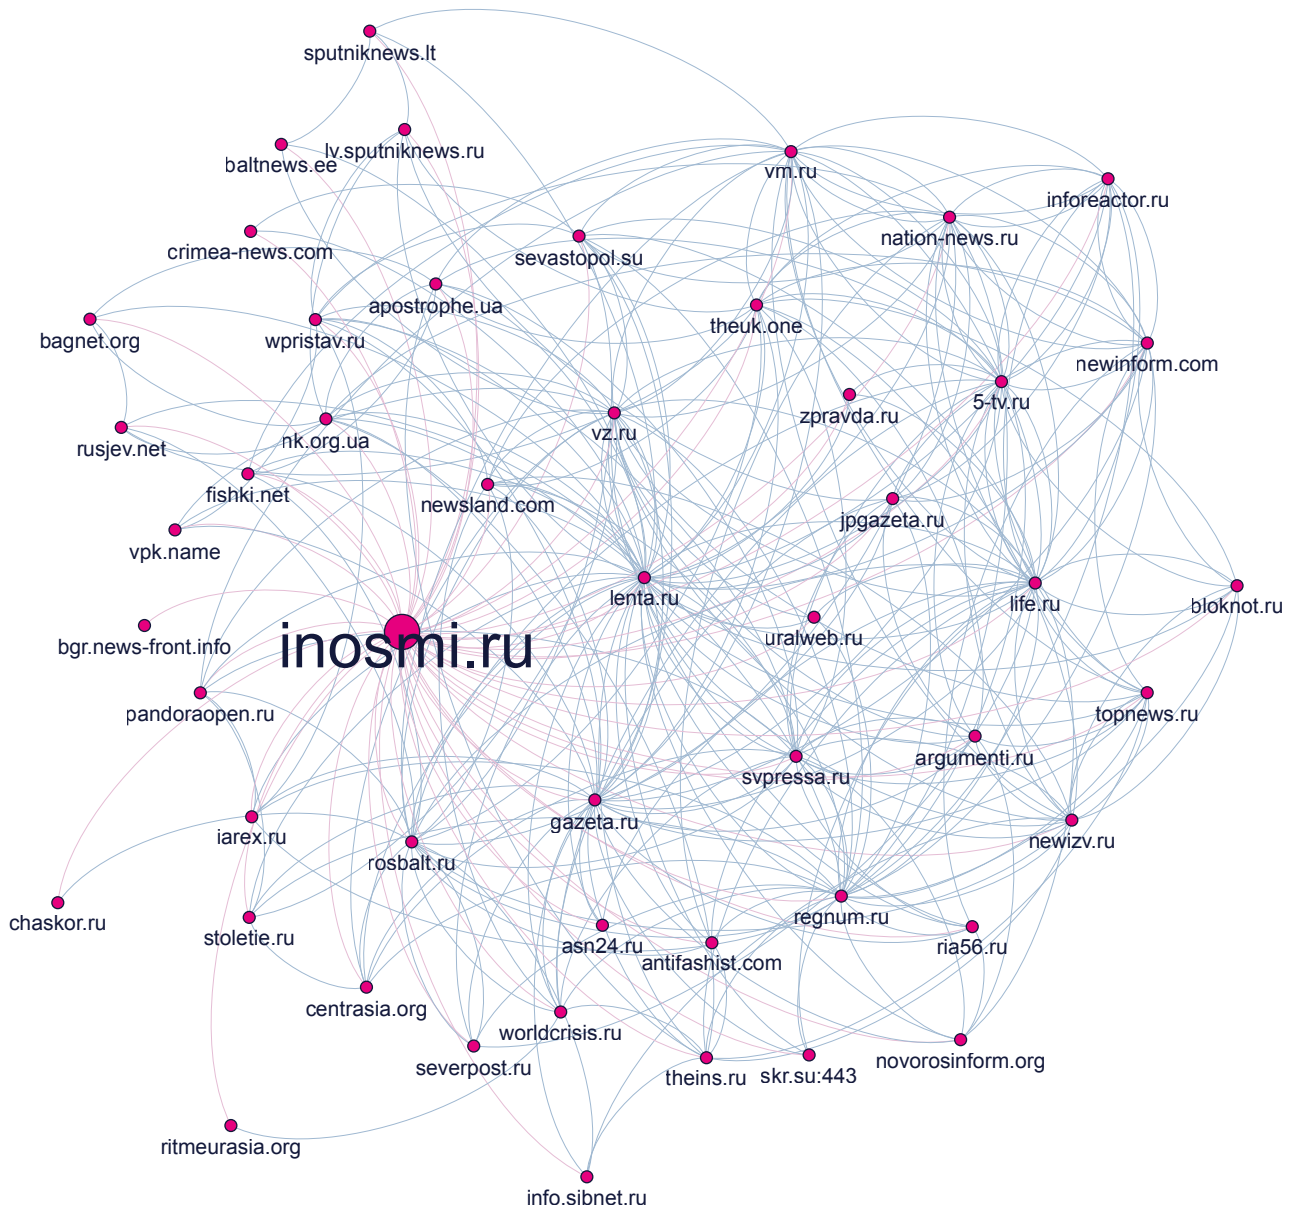 sputniknews.lt
lv.sputniknews.ru
baltnews.ee
vm.ru
inforeactor.ru
nation-news.ru
crimea-news.com
sevastopol.su
apostrophe.ua
theuk.one
bagnet.org
wpristav.ru
newinform.com
5-tv.ru
zpravda.ru
vz.ru
nk.org.ua
rusjev.net
fishki.net
newsland.com
jpgazeta.ru
vpk.name
lenta.ru
life.ru
bloknot.ru
uralweb.ru
inosmi.ru
bgr.news-front.info
pandoraopen.ru
topnews.ru
argumenti.ru
svpressa.ru
gazeta.ru
iarex.ru
newizv.ru
rosbalt.ru
chaskor.ru
regnum.ru
stoletie.ru
asn24.ru
ria56.ru
antifashist.com
centrasia.org
worldcrisis.ru
novorosinform.org
severpost.ru
theins.ru
skr.su:443
ritmeurasia.org
info.sibnet.ru